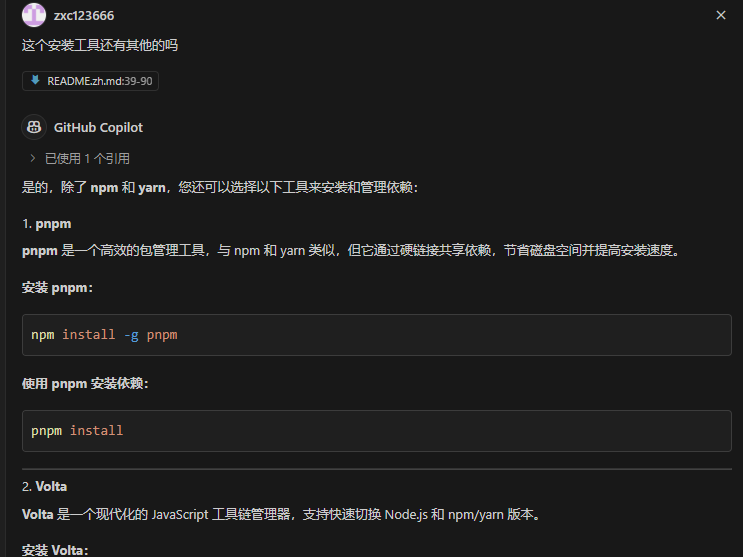 zxc123666
这个安装工具还有其他的吗
README.zh.md:39-90
GitHub Copilot
已使用 1 个引用
是的，除了 npm 和 yarn，您还可以选择以下工具来安装和管理依赖：
1. pnpm
pnpm 是一个高效的包管理工具，与 npm 和 yarn 类似，但它通过硬链接共享依赖，节省磁盘空间并提高安装速度。
安装 pnpm：
npm install -g pnpm
使用 pnpm 安装依赖：
pnpm install
2. Volta
Volta 是一个现代化的 JavaScript 工具链管理器，支持快速切换 Node.js 和 npm/yarn 版本。
安装 Volta：